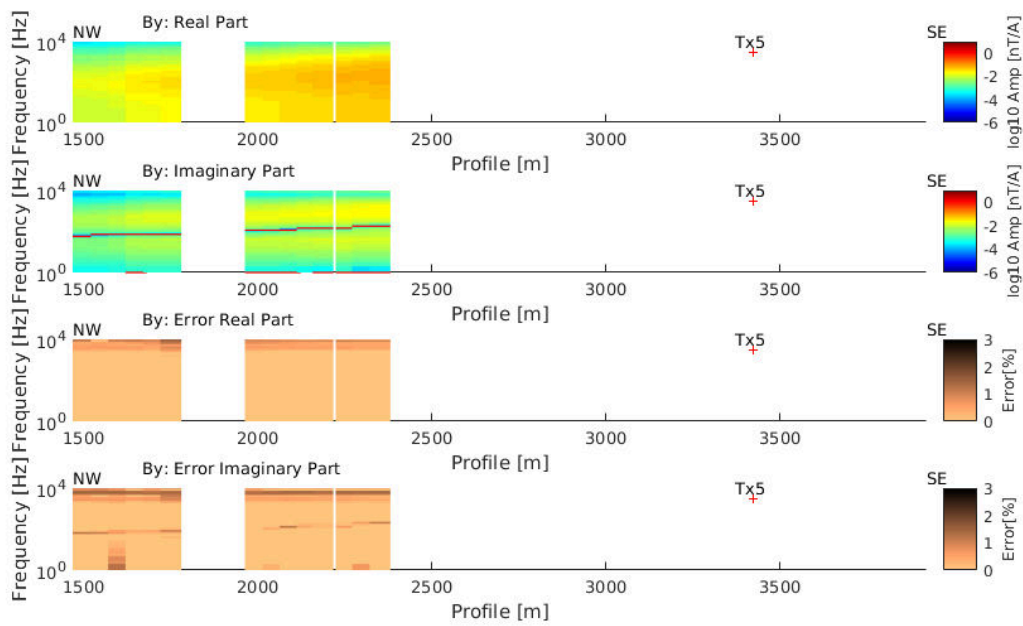 By: Real Part
NW
SE
Tx5
Frequency [Hz]
10^4
10^0
1500 2000 2500 3000 3500
Profile [m]
0
-2
-4
-6
log10 Amp [nT/A]
By: Imaginary Part
NW
SE
Tx5
Frequency [Hz]
10^4
10^0
1500 2000 2500 3000 3500
Profile [m]
0
-2
-4
-6
log10 Amp [nT/A]
By: Error Real Part
NW
SE
Tx5
Frequency [Hz]
10^4
10^0
1500 2000 2500 3000 3500
Profile [m]
3
2
1
0
Error[%]
By: Error Imaginary Part
NW
SE
Tx5
Frequency [Hz]
10^4
10^0
1500 2000 2500 3000 3500
Profile [m]
3
2
1
0
Error[%]